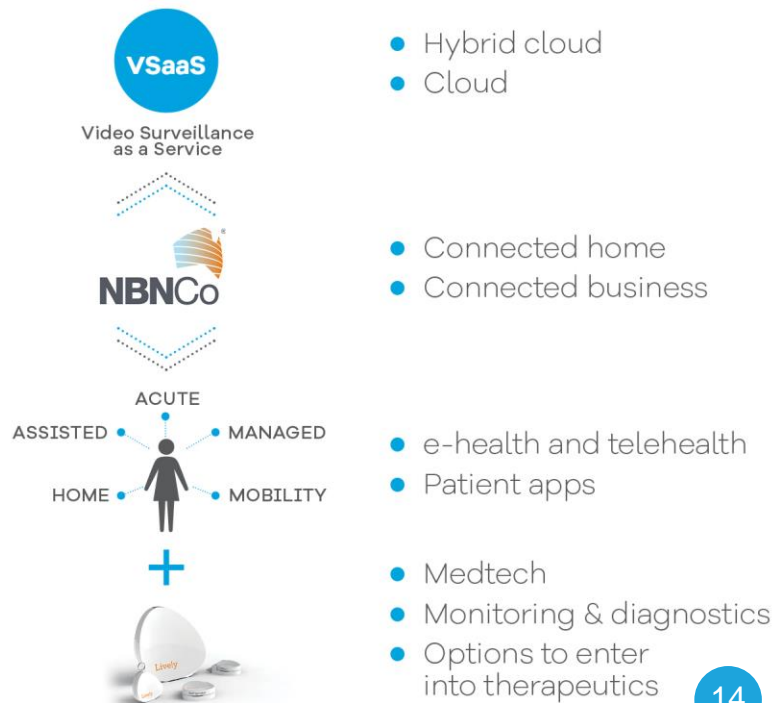 VSaaS
Video Surveillance
as a Service
• Hybrid cloud
• Cloud
NBNCo
®
• Connected home
• Connected business
ACUTE
ASSISTED
MANAGED
HOME
MOBILITY
• e-health and telehealth
• Patient apps
+
Lively
• Medtech
• Monitoring & diagnostics
• Options to enter
into therapeutics
14